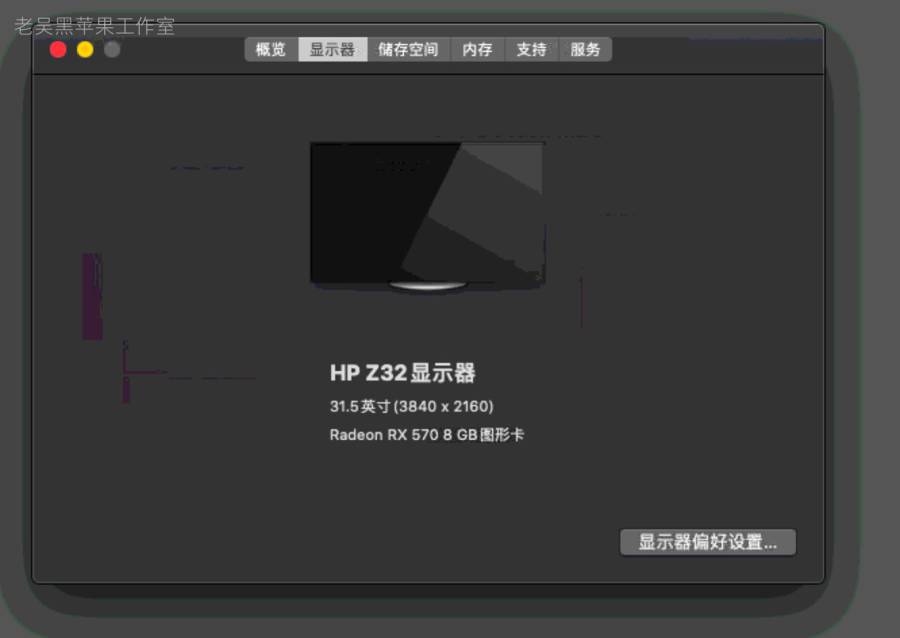 老吴黑苹果工作室
概览 显示器 储存空间 内存 支持 服务
HP Z32显示器
31.5英寸 (3840 x 2160)
Radeon RX 570 8 GB图形卡
显示器偏好设置...